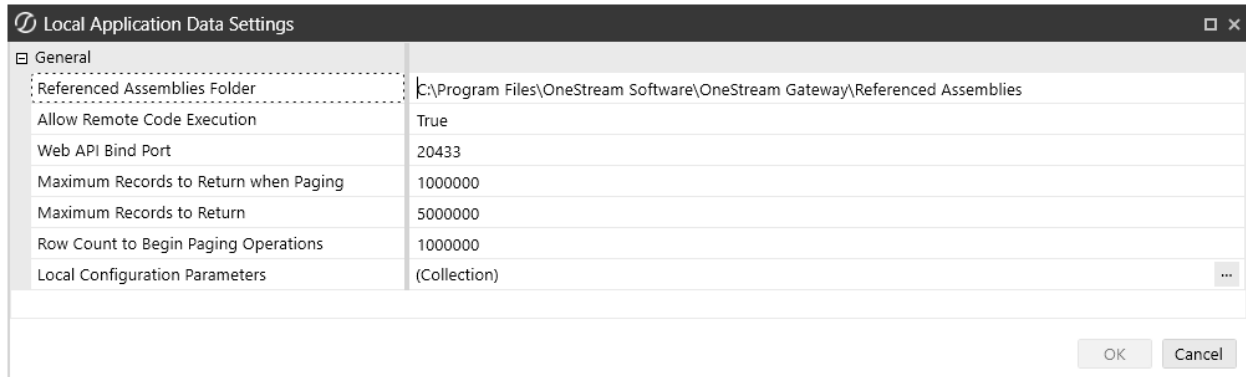 Local Application Data Settings
General
Referenced Assemblies Folder C:\Program Files\OneStream Software\OneStream Gateway\Referenced Assemblies
Allow Remote Code Execution True
Web API Bind Port 20433
Maximum Records to Return when Paging 1000000
Maximum Records to Return 5000000
Row Count to Begin Paging Operations 1000000
Local Configuration Parameters (Collection) ...
OK Cancel